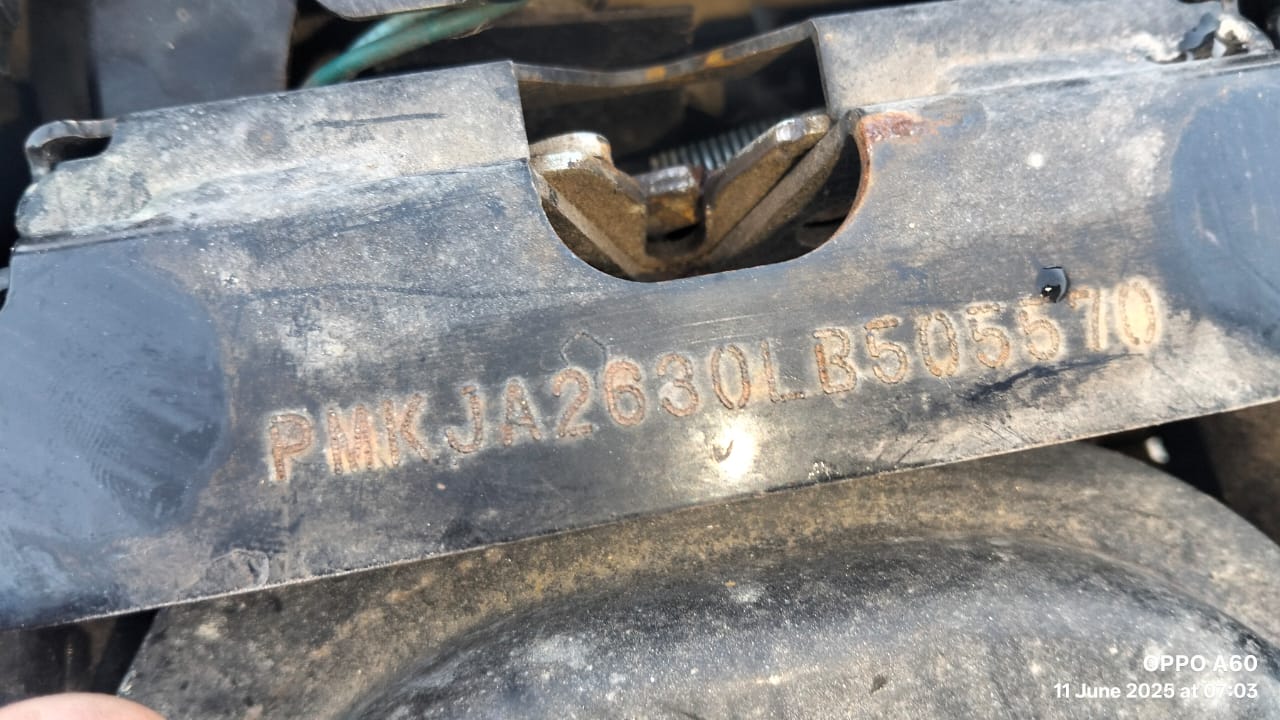 PMKJA2630LB505570
OPPO A60
11 June 2025 at 07:03